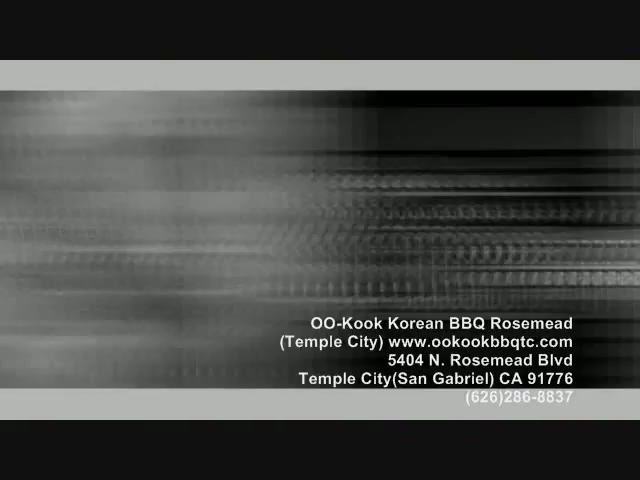 OO-Kook Korean BBQ Rosemead
(Temple City) www.ookookbbqtc.com
5404 N. Rosemead Blvd
Temple City(San Gabriel) CA 91776
(626)286-8837